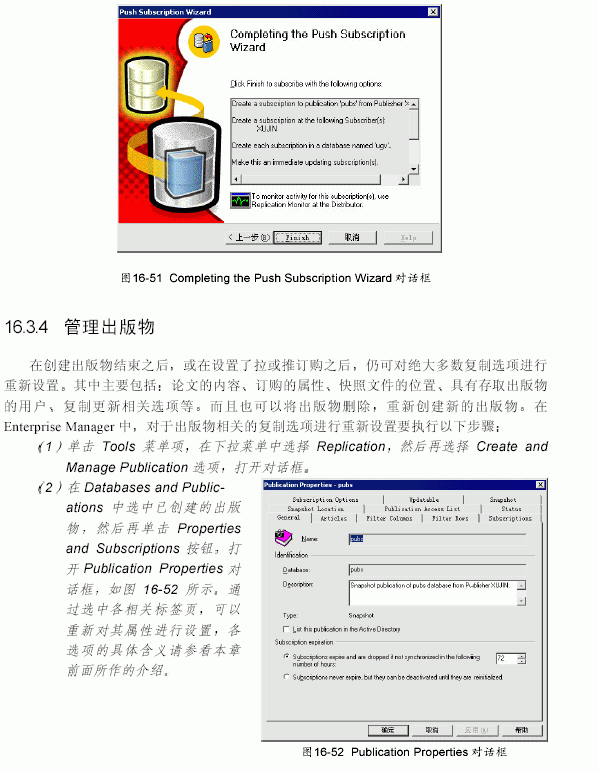 Push Subscription Wizard
Completing the Push Subscription
Wizard
Click Finish to subscribe with the following options:
Create a subscription to publication 'pubs' from Publisher 'X
Create a subscription at the following Subscriber(s):
XUJIN
Create each subscription in a database named 'ugv'.
Make this an immediate updating subscription(s).
To monitor activity for this subscription(s), use
Replication Monitor at the Distributor.
< 上一步(B) Finish 取消 Help
图16-51 Completing the Push Subscription Wizard 对话框
16.3.4 管理出版物
在创建出版物结束之后，或在设置了拉或推订购之后，仍可对绝大多数复制选项进行
重新设置。其中主要包括：论文的内容、订购的属性、快照文件的位置、具有存取出版物
的用户、复制更新相关选项等。而且也可以将出版物删除，重新创建新的出版物。在
Enterprise Manager 中，对于出版物相关的复制选项进行重新设置要执行以下步骤：
（1）单击 Tools 菜单项，在下拉菜单中选择 Replication，然后再选择 Create and
Manage Publication 选项，打开对话框。
（2）在 Databases and Public-
ations 中选中已创建的出版
物，然后再单击 Properties
and Subscriptions 按钮，打
开 Publication Properties 对
话框，如图 16-52 所示。通
过选中各相关标签页，可以
重新对其属性进行设置，各
选项的具体含义请参看本章
前面所作的介绍。
Publication Properties - pubs
Subscription Options Updatable Snapshot
Snapshot Location Publication Access List Status
General Articles Filter Columns Filter Rows Subscriptions
Name: pubs
Identification
Database: pubs
Description: Snapshot publication of pubs database from Publisher XUJIN.
Type: Snapshot
List this publication in the Active Directory
Subscription expiration
Subscriptions expire and are dropped if not synchronized in the following
number of hours: 72
Subscriptions never expire, but they can be deactivated until they are reinitialized.
确定 取消 应用(A) 帮助
图16-52 Publication Properties 对话框